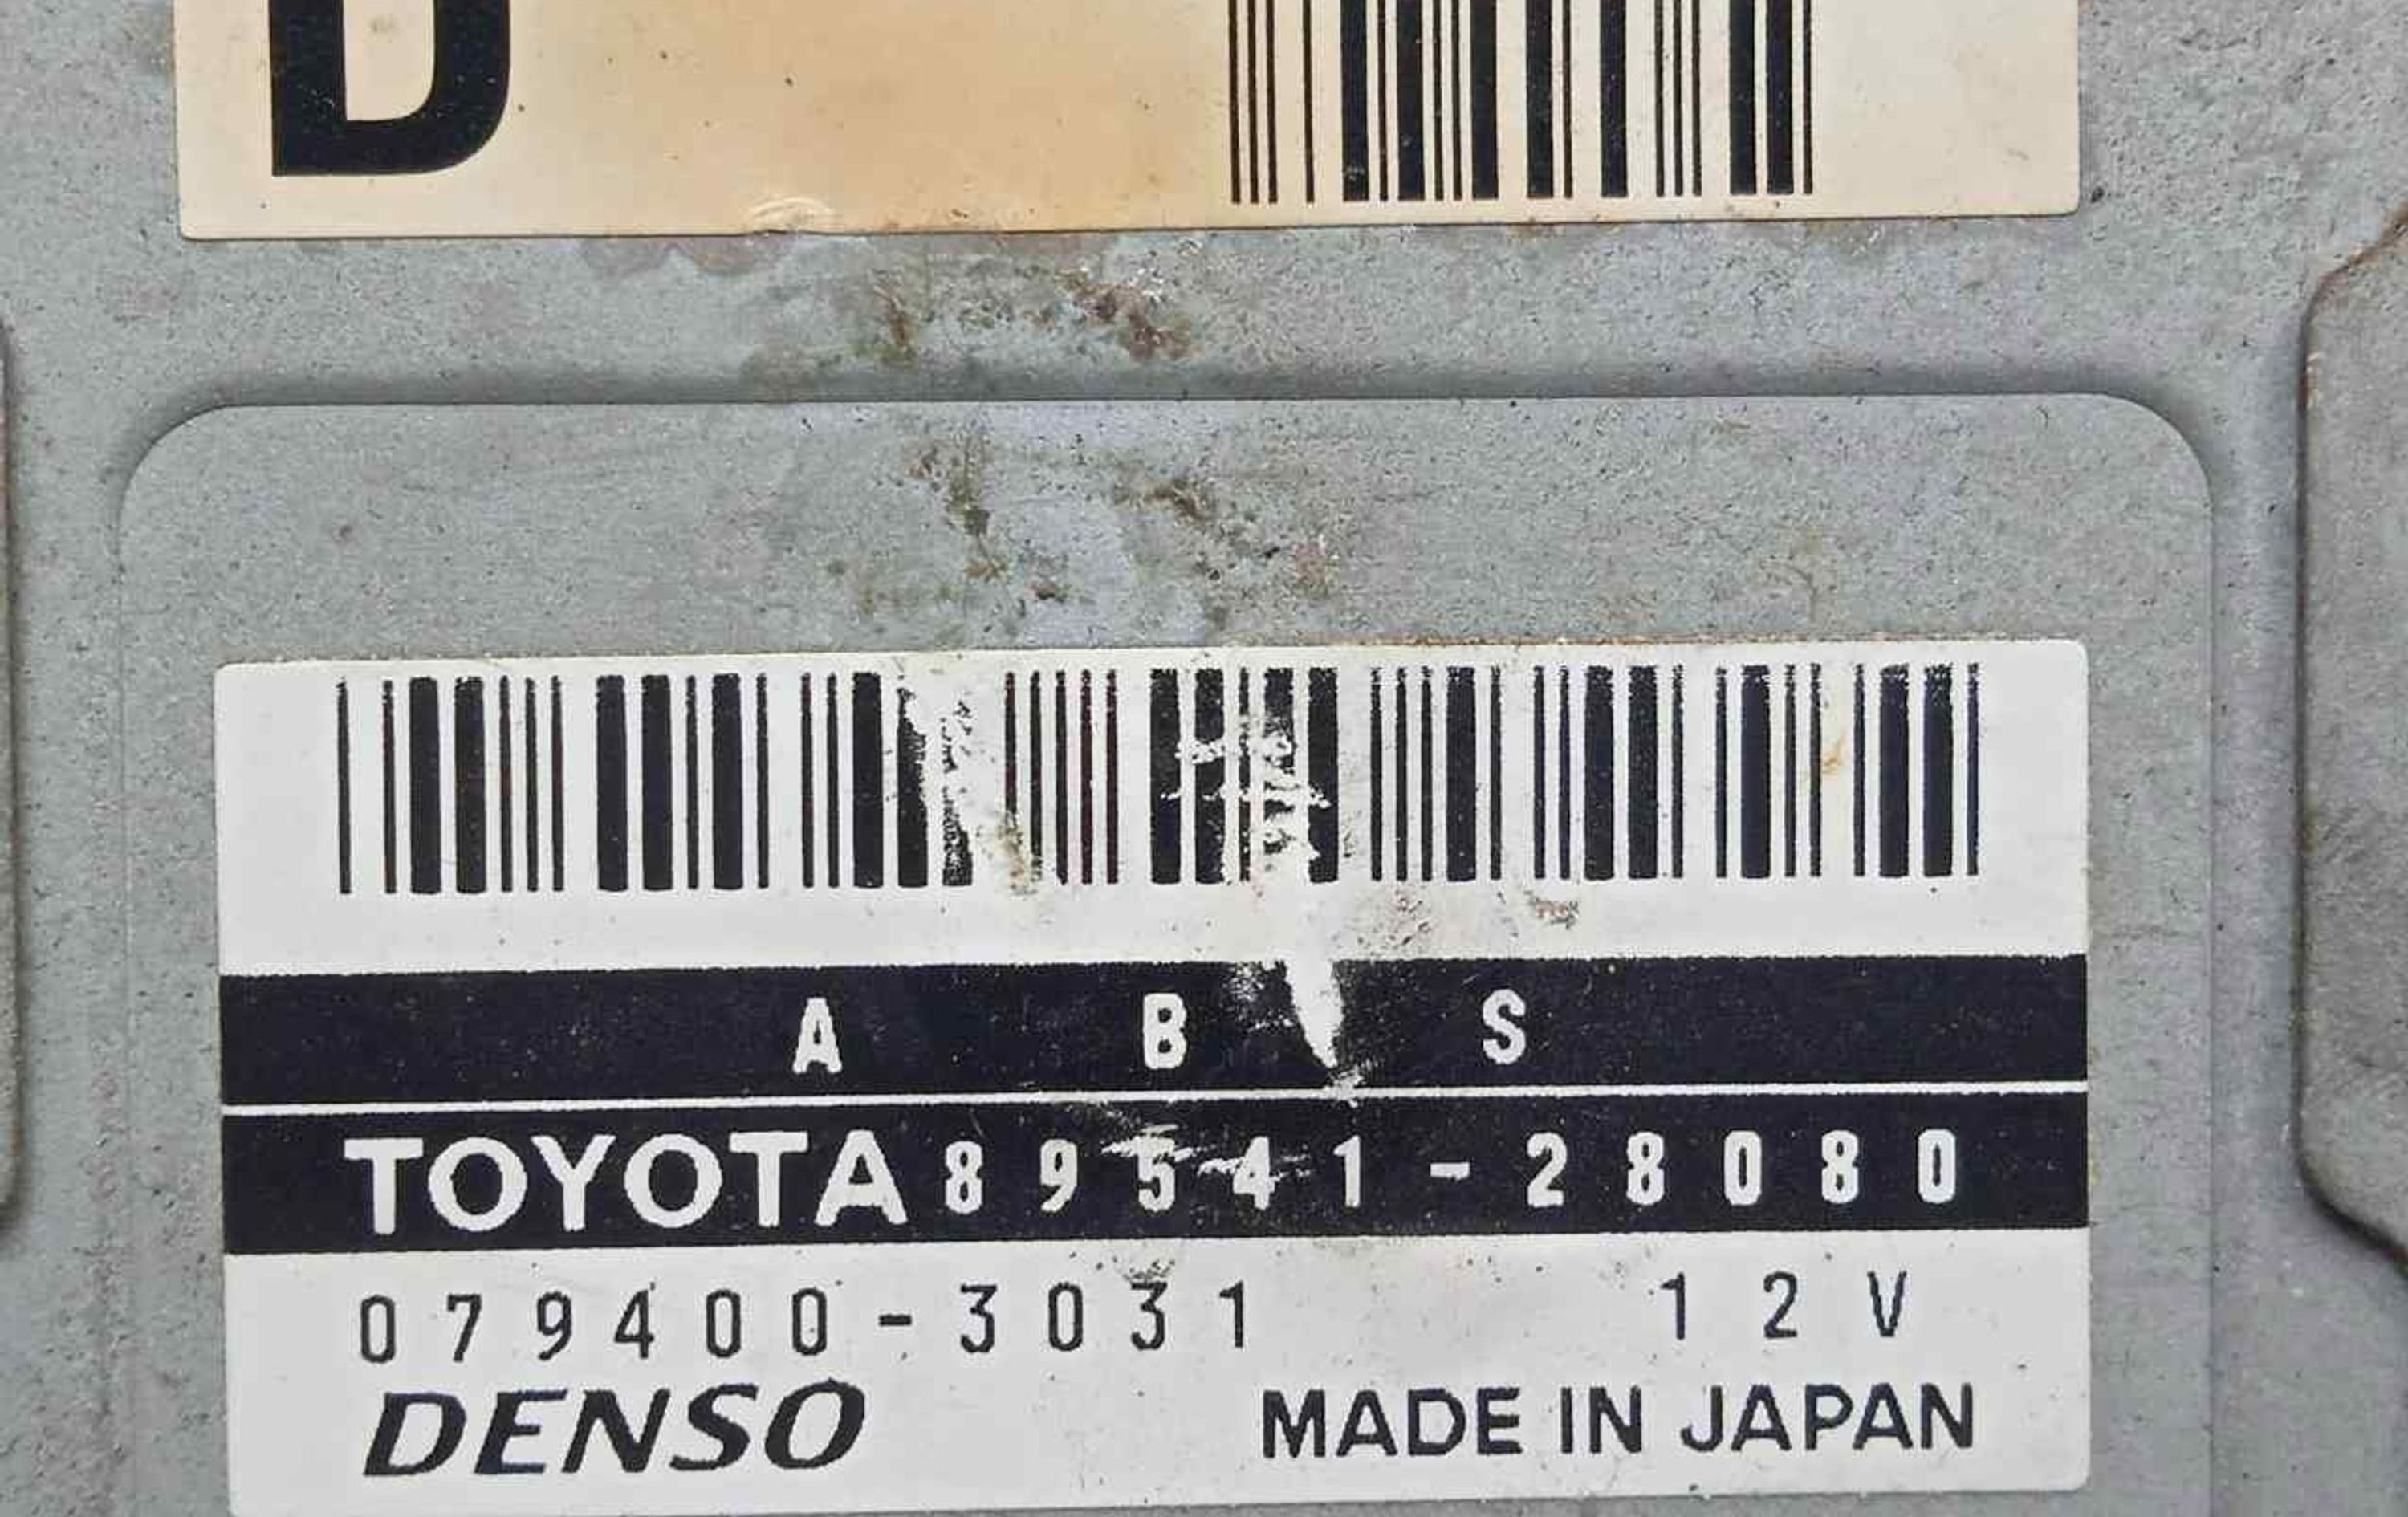 D
A B S
TOYOTA 89541-28080
079400-3031 12V
DENSO MADE IN JAPAN